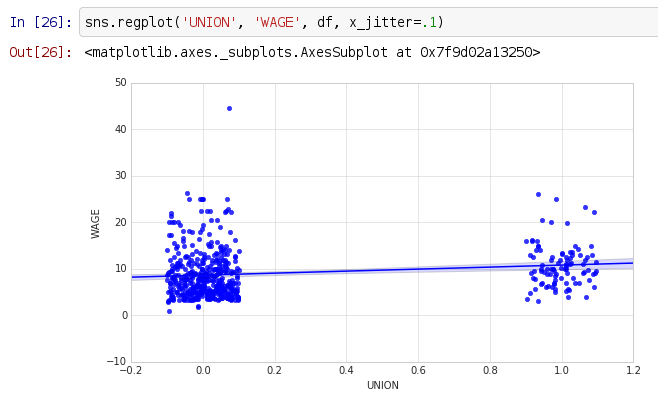 In [26]: sns.regplot('UNION', 'WAGE', df, x_jitter=.1)
Out[26]: <matplotlib.axes._subplots.AxesSubplot at 0x7f9d02a13250>
50
40
30
20
10
0
−10
WAGE
−0.2 0.0 0.2 0.4 0.6 0.8 1.0 1.2
UNION